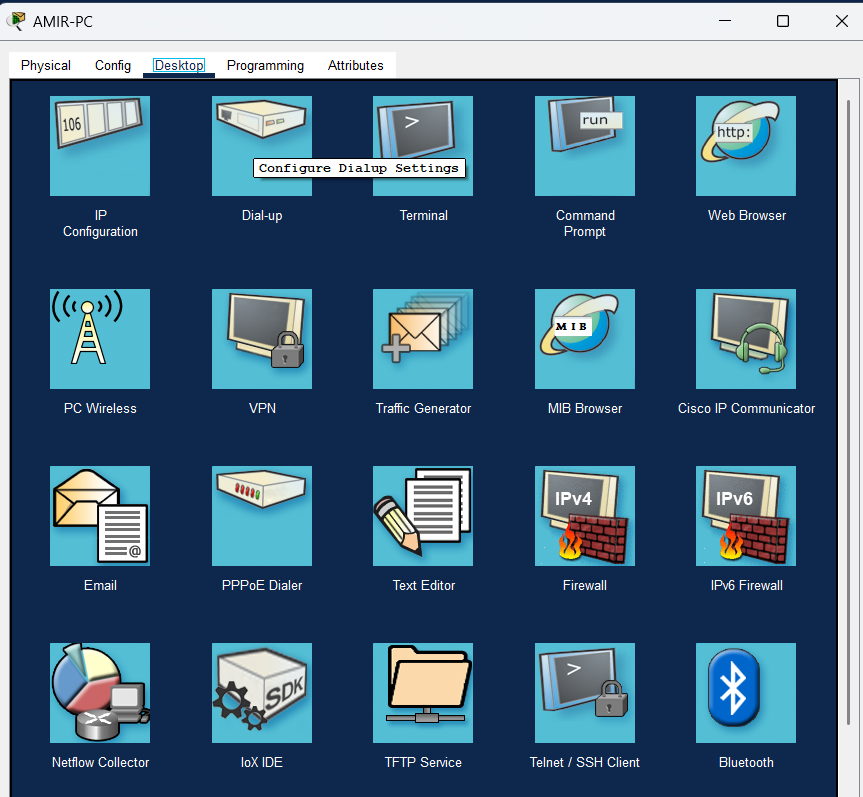 AMIR-PC
Physical Config Desktop Programming Attributes
106
>
run
http:
Configure Dialup Settings
IP
Configuration
Dial-up
Terminal
Command
Prompt
Web Browser
MIB
PC Wireless
VPN
Traffic Generator
MIB Browser
Cisco IP Communicator
@
IPv4
IPv6
Email
PPPoE Dialer
Text Editor
Firewall
IPv6 Firewall
SDK
>
Netflow Collector
IoX IDE
TFTP Service
Telnet / SSH Client
Bluetooth